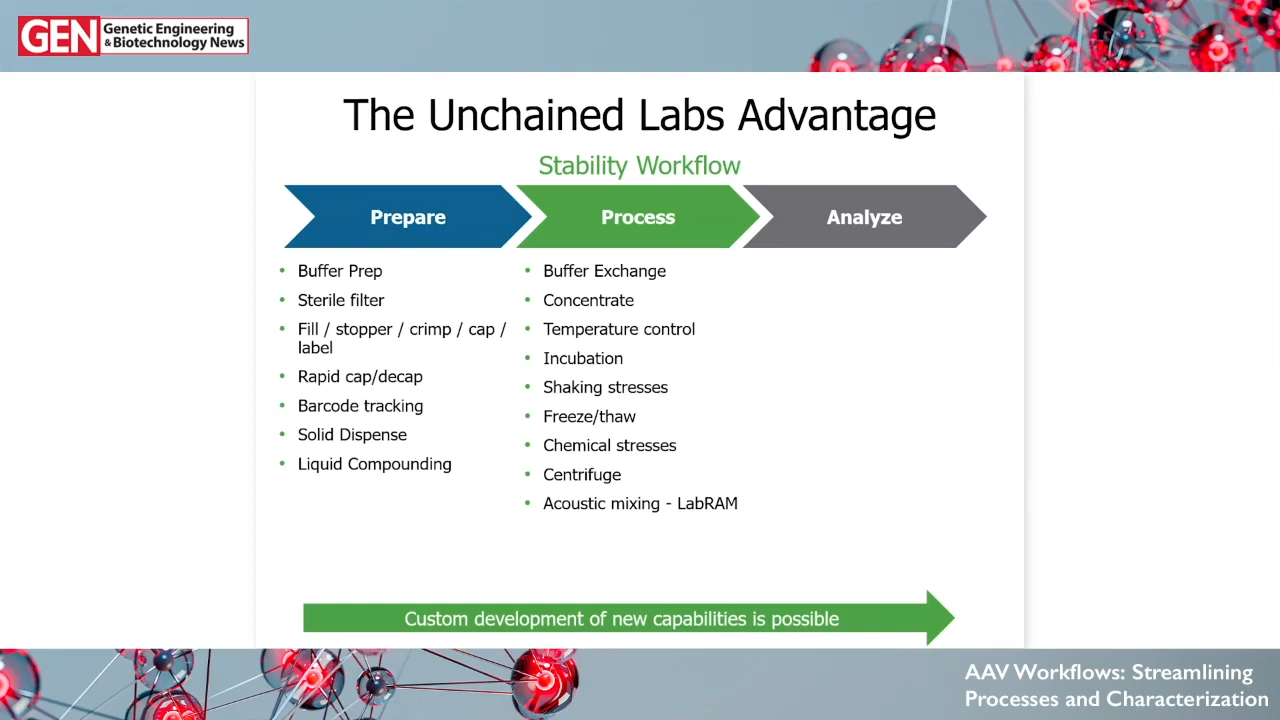 GEN Genetic Engineering
& Biotechnology News
The Unchained Labs Advantage
Stability Workflow
Prepare
Process
Analyze
• Buffer Prep
• Sterile filter
• Fill / stopper / crimp / cap /
label
• Rapid cap/decap
• Barcode tracking
• Solid Dispense
• Liquid Compounding
• Buffer Exchange
• Concentrate
• Temperature control
• Incubation
• Shaking stresses
• Freeze/thaw
• Chemical stresses
• Centrifuge
• Acoustic mixing - LabRAM
Custom development of new capabilities is possible
AAV Workflows: Streamlining
Processes and Characterization